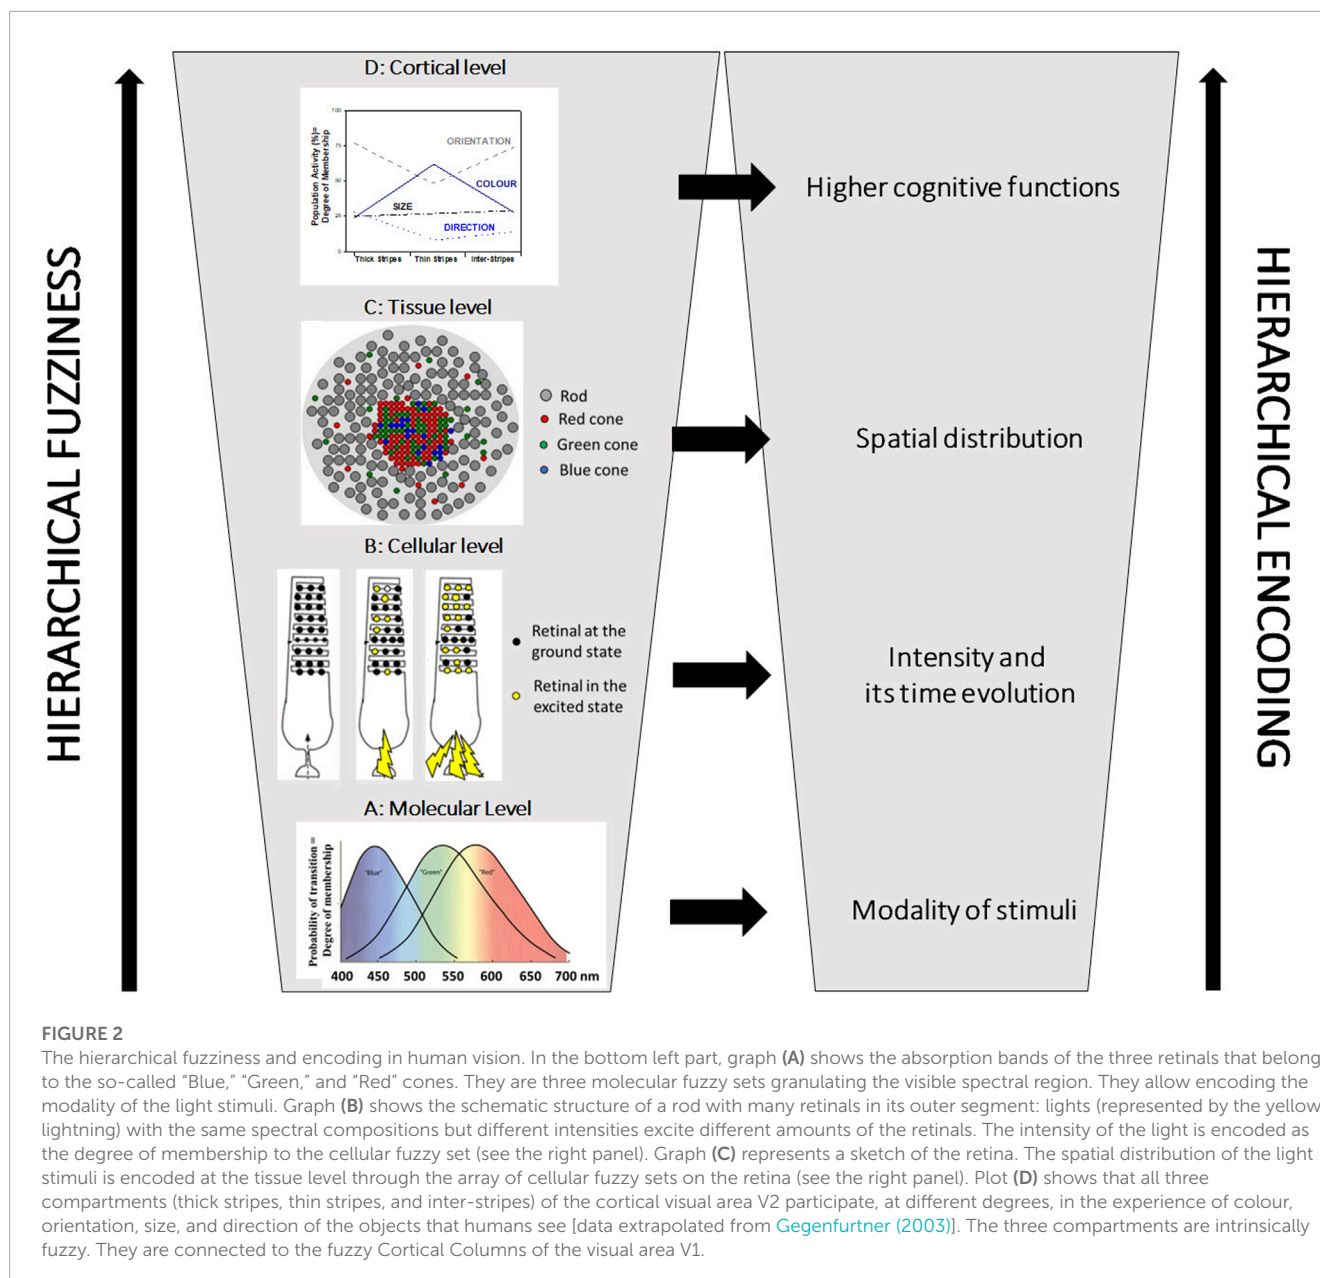 HIERARCHICAL FUZZINESS
D: Cortical level
Population Activity (%)=
Degree of Membership
100
75
50
25
0
ORIENTATION
COLOUR
SIZE
DIRECTION
Thick Stripes
Thin Stripes
Inter-Stripes
Higher cognitive functions
C: Tissue level
Rod
Red cone
Green cone
Blue cone
Spatial distribution
B: Cellular level
Retinal at the
ground state
Retinal in the
excited state
Intensity and
its time evolution
A: Molecular Level
Probability of transition =
Degree of membership
"Blue"
"Green"
"Red"
400 450 500 550 600 650 700 nm
Modality of stimuli
HIERARCHICAL ENCODING
FIGURE 2
The hierarchical fuzziness and encoding in human vision. In the bottom left part, graph (A) shows the absorption bands of the three retinals that belong
to the so-called “Blue,” “Green,” and “Red” cones. They are three molecular fuzzy sets granulating the visible spectral region. They allow encoding the
modality of the light stimuli. Graph (B) shows the schematic structure of a rod with many retinals in its outer segment: lights (represented by the yellow
lightning) with the same spectral compositions but different intensities excite different amounts of the retinals. The intensity of the light is encoded as
the degree of membership to the cellular fuzzy set (see the right panel). Graph (C) represents a sketch of the retina. The spatial distribution of the light
stimuli is encoded at the tissue level through the array of cellular fuzzy sets on the retina (see the right panel). Plot (D) shows that all three
compartments (thick stripes, thin stripes, and inter-stripes) of the cortical visual area V2 participate, at different degrees, in the experience of colour,
orientation, size, and direction of the objects that humans see [data extrapolated from Gegenfurtner (2003)]. The three compartments are intrinsically
fuzzy. They are connected to the fuzzy Cortical Columns of the visual area V1.